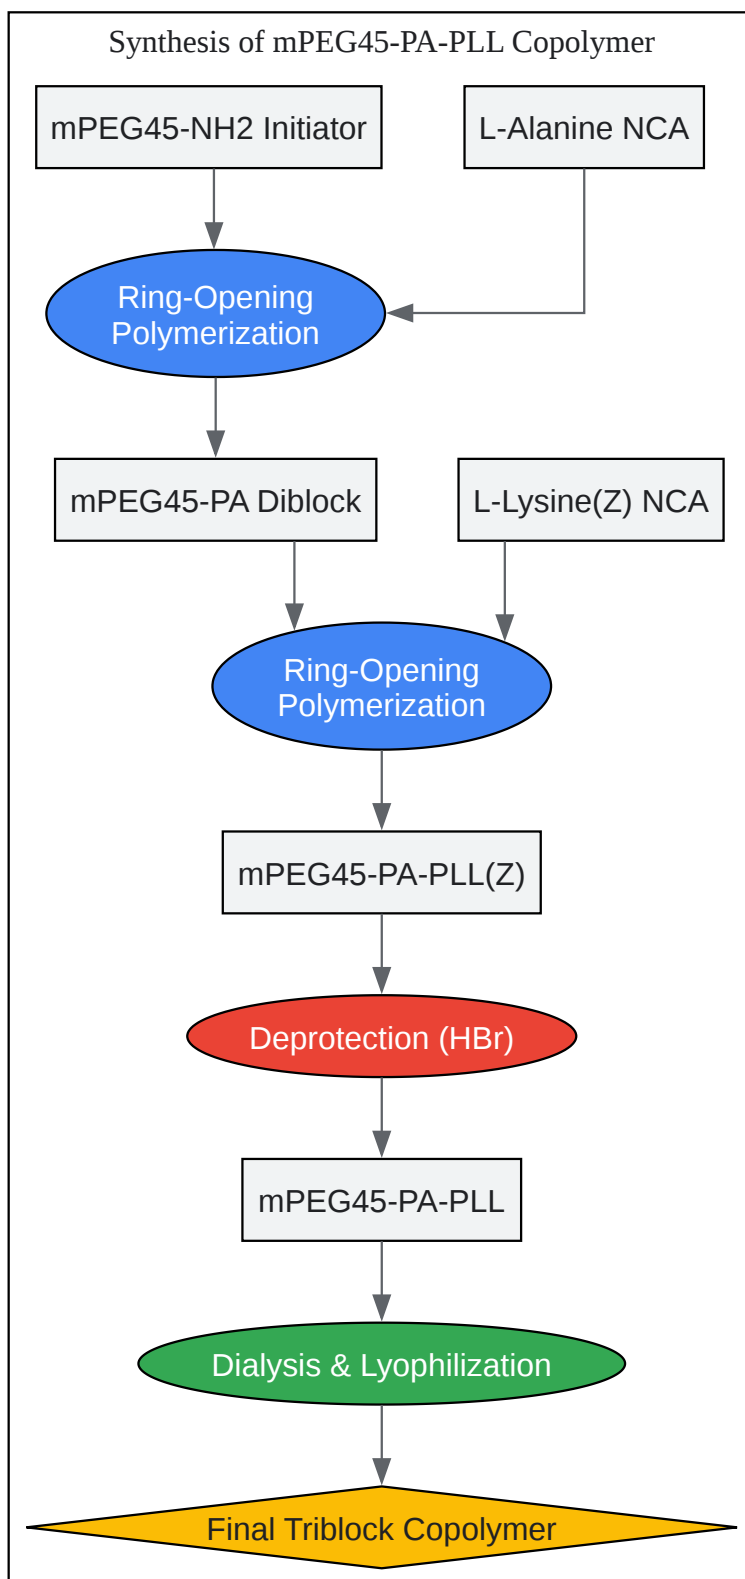 Synthesis of mPEG45-PA-PLL Copolymer
mPEG45-NH2 Initiator
L-Alanine NCA
Ring-Opening
Polymerization
mPEG45-PA Diblock
L-Lysine(Z) NCA
Ring-Opening
Polymerization
mPEG45-PA-PLL(Z)
Deprotection (HBr)
mPEG45-PA-PLL
Dialysis & Lyophilization
Final Triblock Copolymer